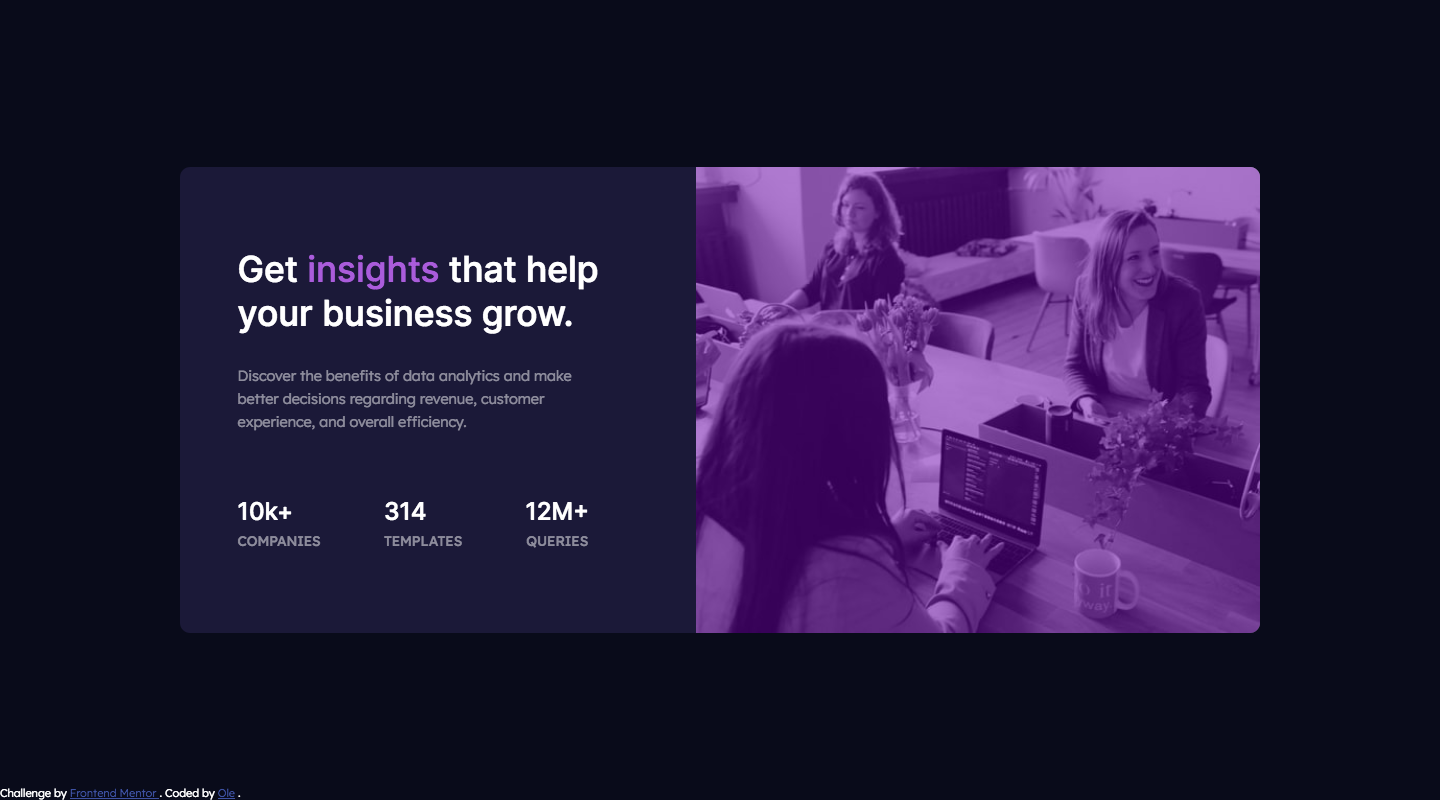 Get insights that help
your business grow.
Discover the benefits of data analytics and make
better decisions regarding revenue, customer
experience, and overall efficiency.
10k+ 314 12M+
COMPANIES TEMPLATES QUERIES
Challenge by Frontend Mentor . Coded by Ole .